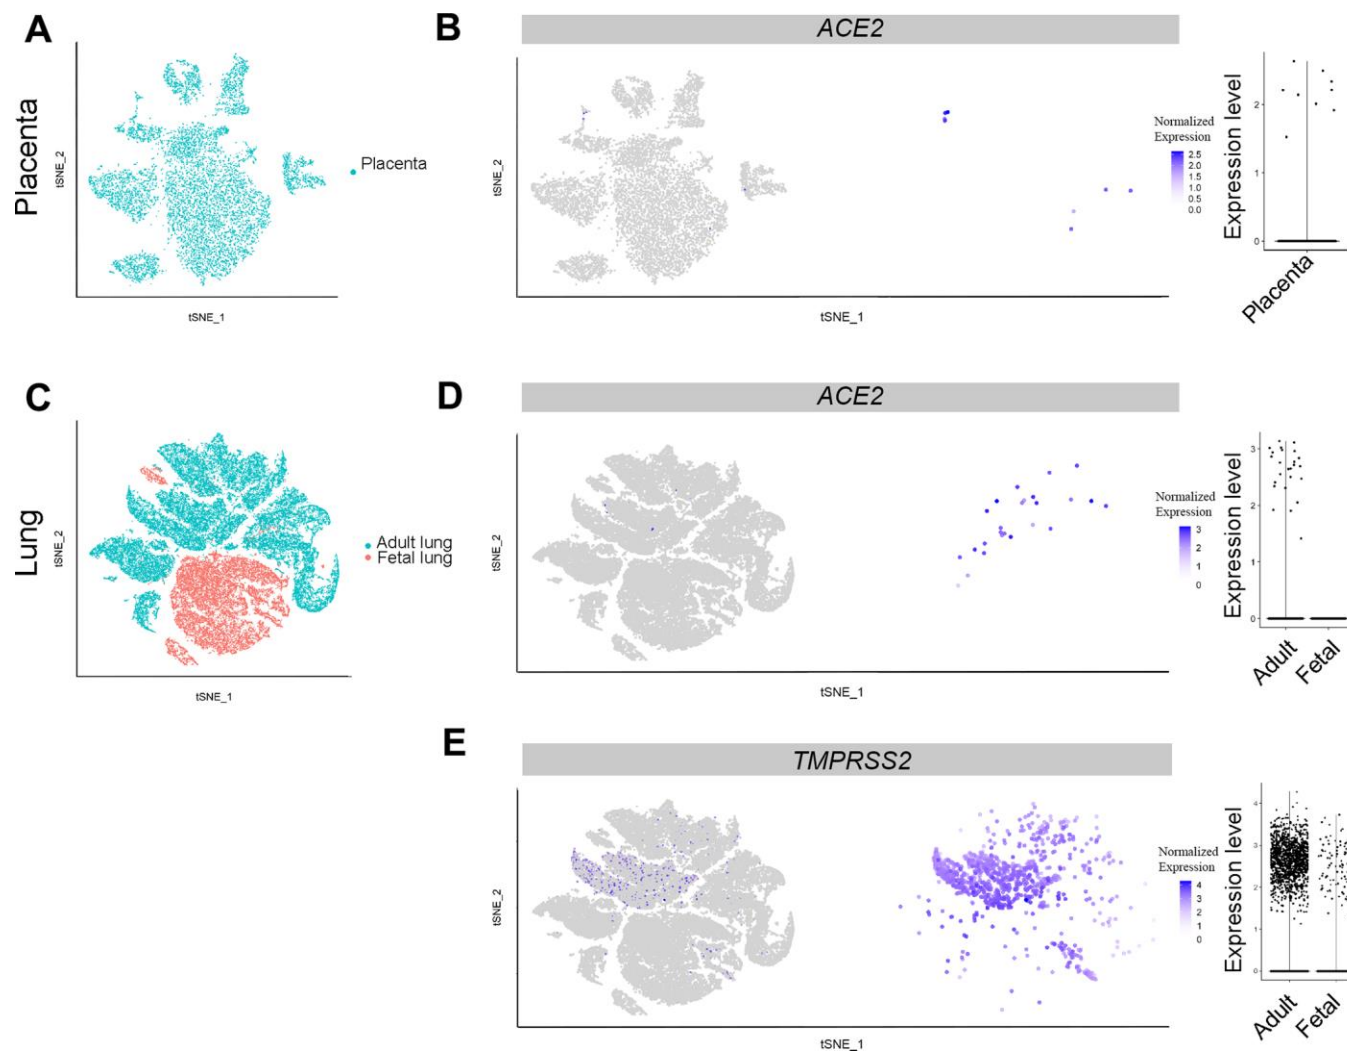 A
Placenta
tSNE_2
tSNE_1
Placenta
B
ACE2
tSNE_2
tSNE_1
Normalized
Expression
2.5
2.0
1.5
1.0
0.5
0.0
Expression level
2
1
0
Placenta
C
Lung
tSNE_2
tSNE_1
Adult lung
Fetal lung
D
ACE2
tSNE_2
tSNE_1
Normalized
Expression
3
2
1
0
Expression level
3
2
1
0
Adult
Fetal
E
TMPRSS2
tSNE_2
tSNE_1
Normalized
Expression
4
3
2
1
0
Expression level
4
3
2
1
0
Adult
Fetal